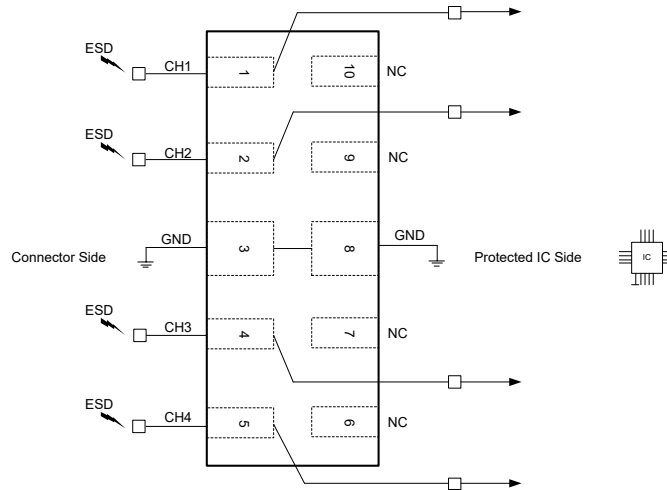 ESD
CH1
1
10
NC
ESD
CH2
2
9
NC
GND
3
8
GND
Connector Side
Protected IC Side
IC
ESD
CH3
4
7
NC
ESD
CH4
5
6
NC